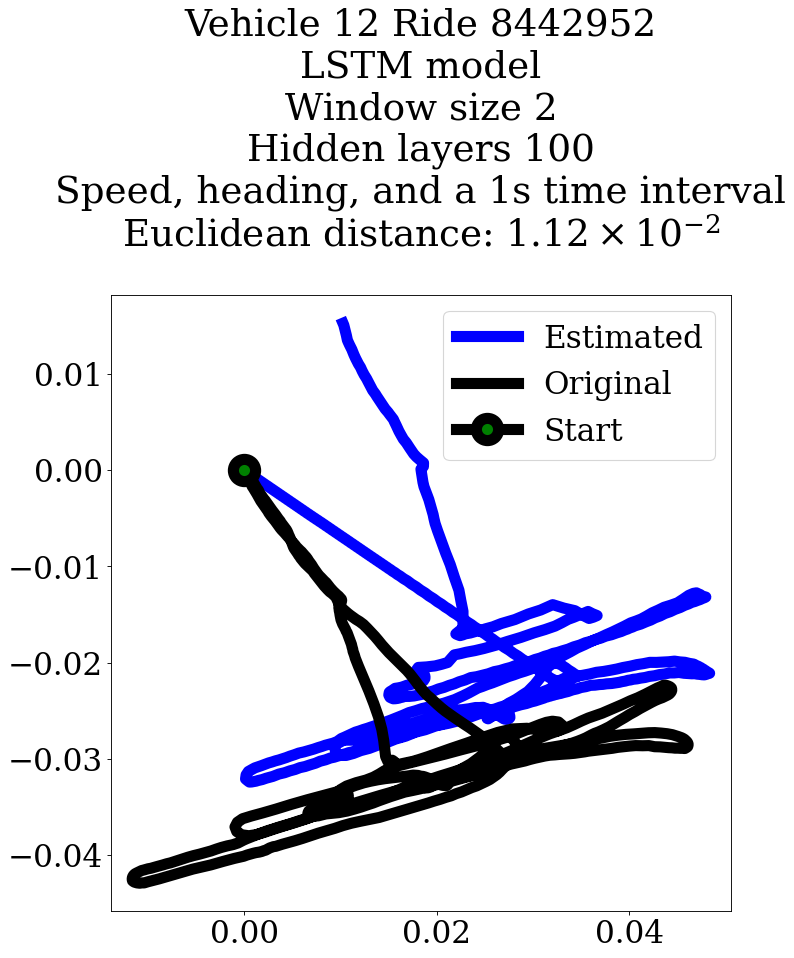 Vehicle 12 Ride 8442952
LSTM model
Window size 2
Hidden layers 100
Speed, heading, and a 1s time interval
Euclidean distance: 1.12 × 10⁻²
Estimated
Original
Start
0.01
0.00
−0.01
−0.02
−0.03
−0.04
0.00 0.02 0.04